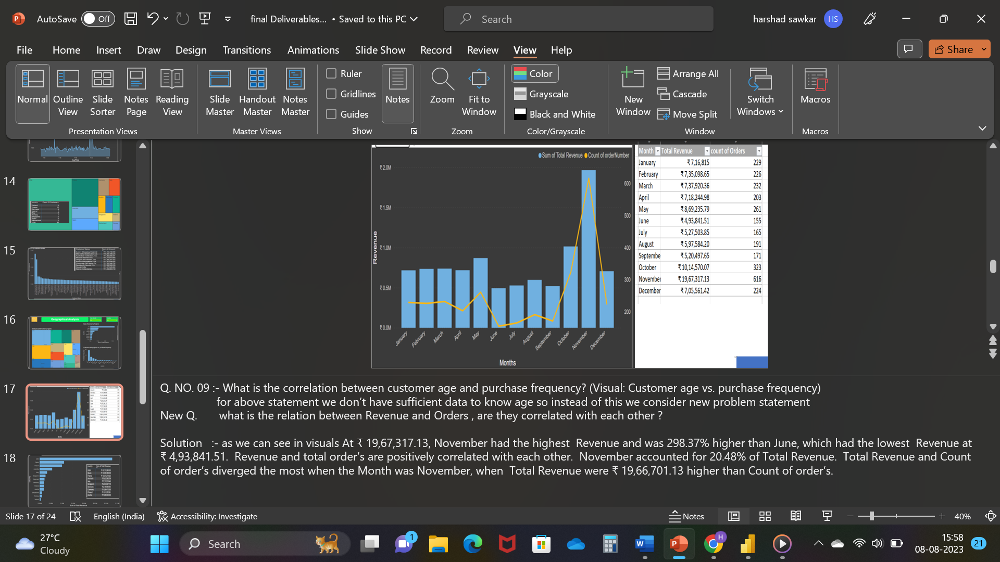 AutoSave Off final Deliverables... • Saved to this PC Search harshad sawkar HS
File Home Insert Draw Design Transitions Animations Slide Show Record Review View Help Share
Normal Outline View Slide Sorter Notes Page Reading View
Presentation Views
Slide Master Handout Master Notes Master
Master Views
Ruler
Gridlines
Guides
Notes
Show
Zoom Fit to Window
Zoom
Color
Grayscale
Black and White
Color/Grayscale
New Window Arrange All
Cascade
Move Split
Switch Windows
Window
Macros
Macros
14
15
16
Geographical Analysis
17
18
Sum of Total Revenue Count of orderNumber
₹ 2.0M
₹ 1.5M
₹ 1.0M
₹ 0.5M
₹ 0.0M
Revenue
600
500
400
300
200
January February March April May June July August September October November December
Months
Month Total Revenue count of Orders
January ₹ 7,16,815 229
February ₹ 7,35,098.65 226
March ₹ 7,37,920.36 232
April ₹ 7,18,244.98 203
May ₹ 8,69,235.79 261
June ₹ 4,93,841.51 155
July ₹ 5,27,503.85 165
August ₹ 5,97,584.20 191
Septembe ₹ 5,20,497.65 171
October ₹ 10,14,570.07 323
November ₹ 19,67,317.13 616
December ₹ 7,05,561.42 224
Q. NO. 09 :- What is the correlation between customer age and purchase frequency? (Visual: Customer age vs. purchase frequency)
for above statement we don’t have sufficient data to know age so instead of this we consider new problem statement
New Q. what is the relation between Revenue and Orders , are they correlated with each other ?
Solution :- as we can see in visuals At ₹ 19,67,317.13, November had the highest Revenue and was 298.37% higher than June, which had the lowest Revenue at
₹ 4,93,841.51. Revenue and total order’s are positively correlated with each other. November accounted for 20.48% of Total Revenue. Total Revenue and Count
of order’s diverged the most when the Month was November, when Total Revenue were ₹ 19,66,701.13 higher than Count of order’s.
Slide 17 of 24 English (India) Accessibility: Investigate Notes 40%
27°C
Cloudy
Search
1
H
15:58
08-08-2023
21